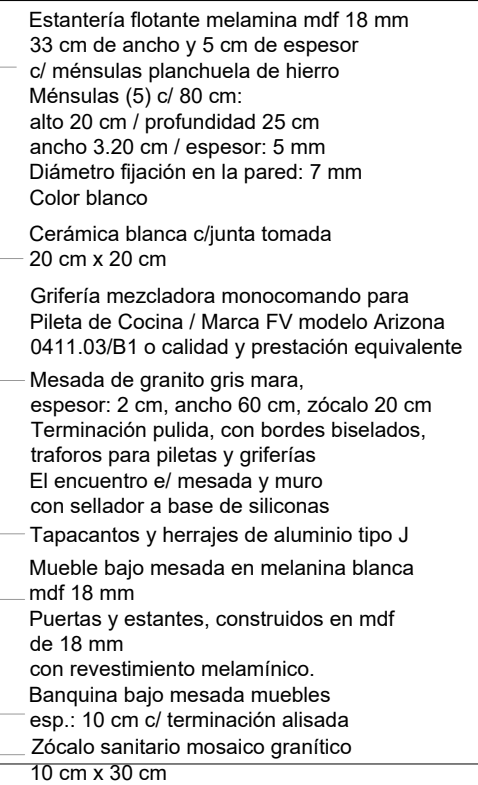 Estantería flotante melamina mdf 18 mm
33 cm de ancho y 5 cm de espesor
c/ ménsulas planchuela de hierro
Ménsulas (5) c/ 80 cm:
alto 20 cm / profundidad 25 cm
ancho 3.20 cm / espesor: 5 mm
Diámetro fijación en la pared: 7 mm
Color blanco
Cerámica blanca c/junta tomada
20 cm x 20 cm
Grifería mezcladora monocomando para
Pileta de Cocina / Marca FV modelo Arizona
0411.03/B1 o calidad y prestación equivalente
Mesada de granito gris mara,
espesor: 2 cm, ancho 60 cm, zócalo 20 cm
Terminación pulida, con bordes biselados,
traforos para piletas y griferías
El encuentro e/ mesada y muro
con sellador a base de siliconas
Tapacantos y herrajes de aluminio tipo J
Mueble bajo mesada en melanina blanca
mdf 18 mm
Puertas y estantes, construidos en mdf
de 18 mm
con revestimiento melamínico.
Banquina bajo mesada muebles
esp.: 10 cm c/ terminación alisada
Zócalo sanitario mosaico granítico
10 cm x 30 cm